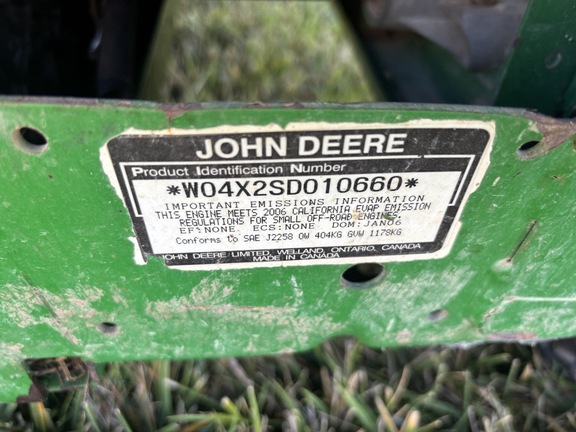 JOHN DEERE
Product Identification Number
*W04X2SD010660*
IMPORTANT EMISSIONS INFORMATION
THIS ENGINE MEETS 2006 CALIFORNIA EVAP EMISSION
REGULATIONS FOR SMALL OFF-ROAD ENGINES.
EF:NONE. ECS:NONE DOM:JAN06
Conforms to SAE J2258 OW 404KG GVW 1178KG
JOHN DEERE LIMITED, WELLAND, ONTARIO, CANADA.
MADE IN CANADA